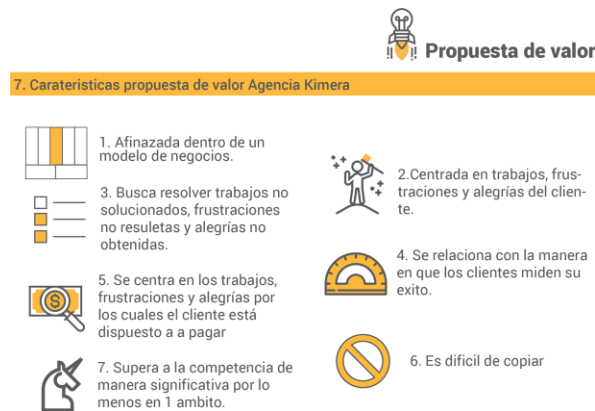 Propuesta de valor
7. Carateristicas propuesta de valor Agencia Kimera
1. Afinazada dentro de un
modelo de negocios.
2.Centrada en trabajos, frus-
traciones y alegrías del clien-
te.
3. Busca resolver trabajos no
solucionados, frustraciones
no resuletas y alegrías no
obtenidas.
4. Se relaciona con la manera
en que los clientes miden su
exito.
5. Se centra en los trabajos,
frustraciones y alegrías por
los cuales el cliente está
dispuesto a a pagar
6. Es dificil de copiar
7. Supera a la competencia de
manera significativa por lo
menos en 1 ambito.